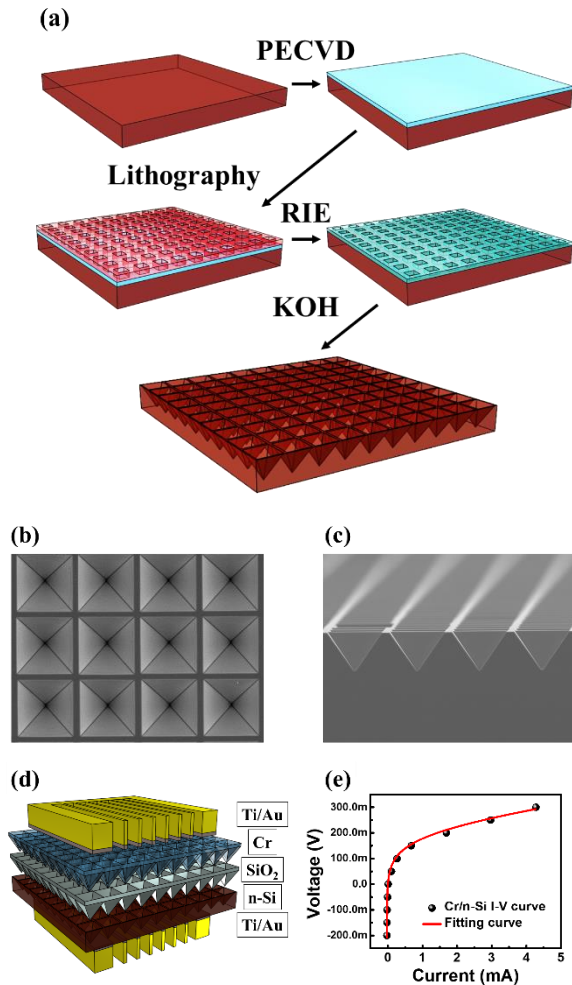 (a)
PECVD
Lithography
RIE
KOH
(b)
(c)
(d)
Ti/Au
Cr
SiO₂
n-Si
Ti/Au
(e)
Voltage (V)
300.0m
200.0m
100.0m
0.0
-100.0m
-200.0m
Cr/n-Si I-V curve
Fitting curve
0 1 2 3 4 5
Current (mA)